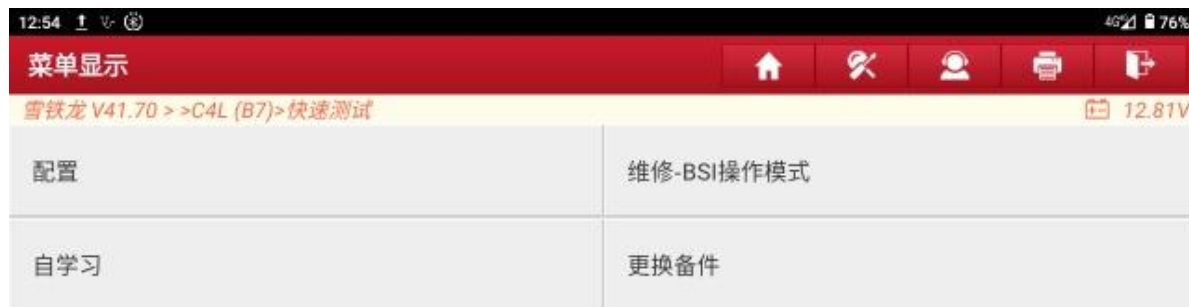 12:54 4G 76%
菜单显示
雪铁龙 V41.70 > >C4L (B7)>快速测试 12.81V
配置 维修-BSI操作模式
自学习 更换备件